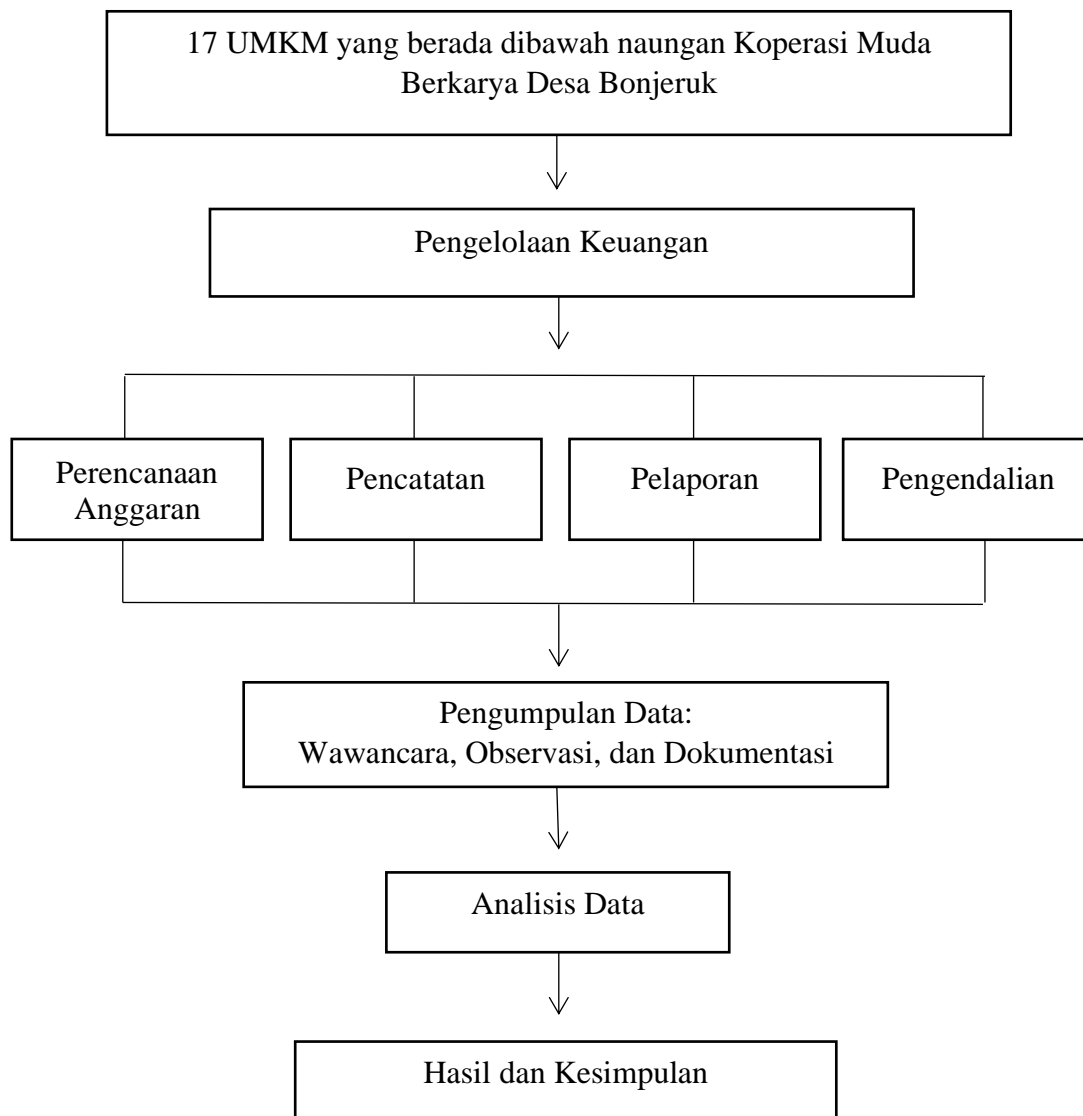 17 UMKM yang berada dibawah naungan Koperasi Muda
Berkarya Desa Bonjeruk
Pengelolaan Keuangan
Perencanaan
Anggaran
Pencatatan
Pelaporan
Pengendalian
Pengumpulan Data:
Wawancara, Observasi, dan Dokumentasi
Analisis Data
Hasil dan Kesimpulan